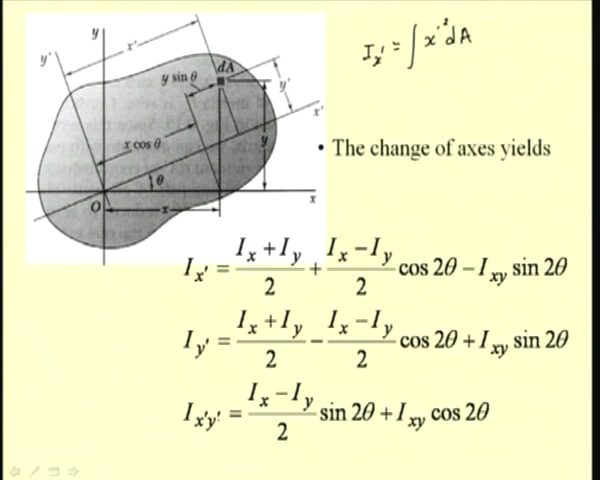 y
y'
x'
dA
y sin θ
y'
x'
x cos θ
y
θ
O
x
x
I_x' = ∫ x'² dA
• The change of axes yields
I_x' = (I_x + I_y)/2 + (I_x − I_y)/2 cos 2θ − I_xy sin 2θ
I_y' = (I_x + I_y)/2 − (I_x − I_y)/2 cos 2θ + I_xy sin 2θ
I_x'y' = (I_x − I_y)/2 sin 2θ + I_xy cos 2θ